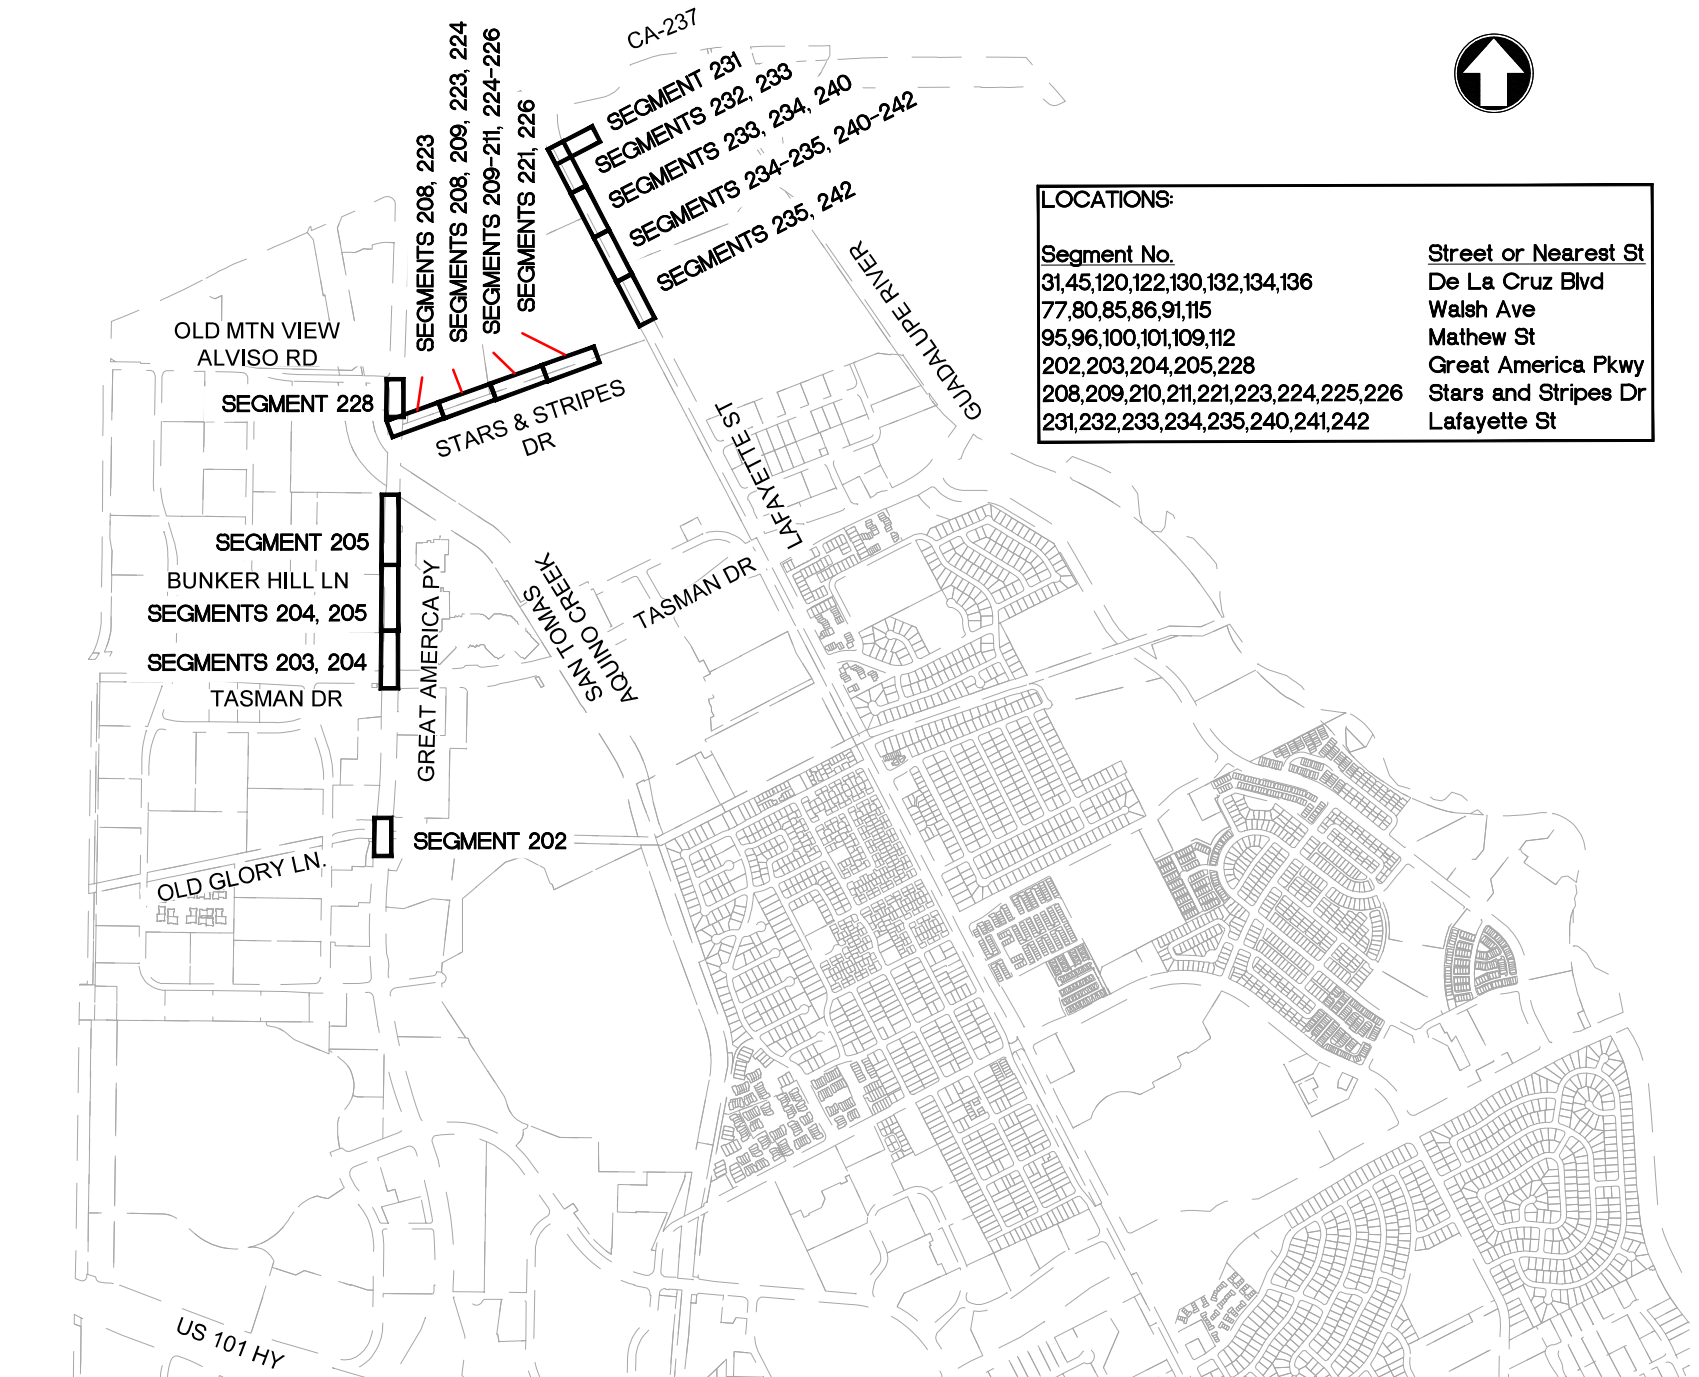 CA-237
SEGMENT 231
SEGMENTS 232, 233
SEGMENTS 233, 234, 240
SEGMENTS 234-235, 240-242
SEGMENTS 235, 242
SEGMENTS 208, 223
SEGMENTS 208, 209, 223, 224
SEGMENTS 209-211, 224-226
SEGMENTS 221, 226
LOCATIONS:
Segment No. Street or Nearest St
31,45,120,122,130,132,134,136 De La Cruz Blvd
77,80,85,86,91,115 Walsh Ave
95,96,100,101,109,112 Mathew St
202,203,204,205,228 Great America Pkwy
208,209,210,211,221,223,224,225,226 Stars and Stripes Dr
231,232,233,234,235,240,241,242 Lafayette St
GUADALUPE RIVER
OLD MTN VIEW
ALVISO RD
SEGMENT 228
STARS & STRIPES
DR
LAFAYETTE ST
SEGMENT 205
BUNKER HILL LN
SEGMENTS 204, 205
SEGMENTS 203, 204
TASMAN DR
GREAT AMERICA PY
SAN TOMAS
AQUINO CREEK
TASMAN DR
SEGMENT 202
OLD GLORY LN.
US 101 HY